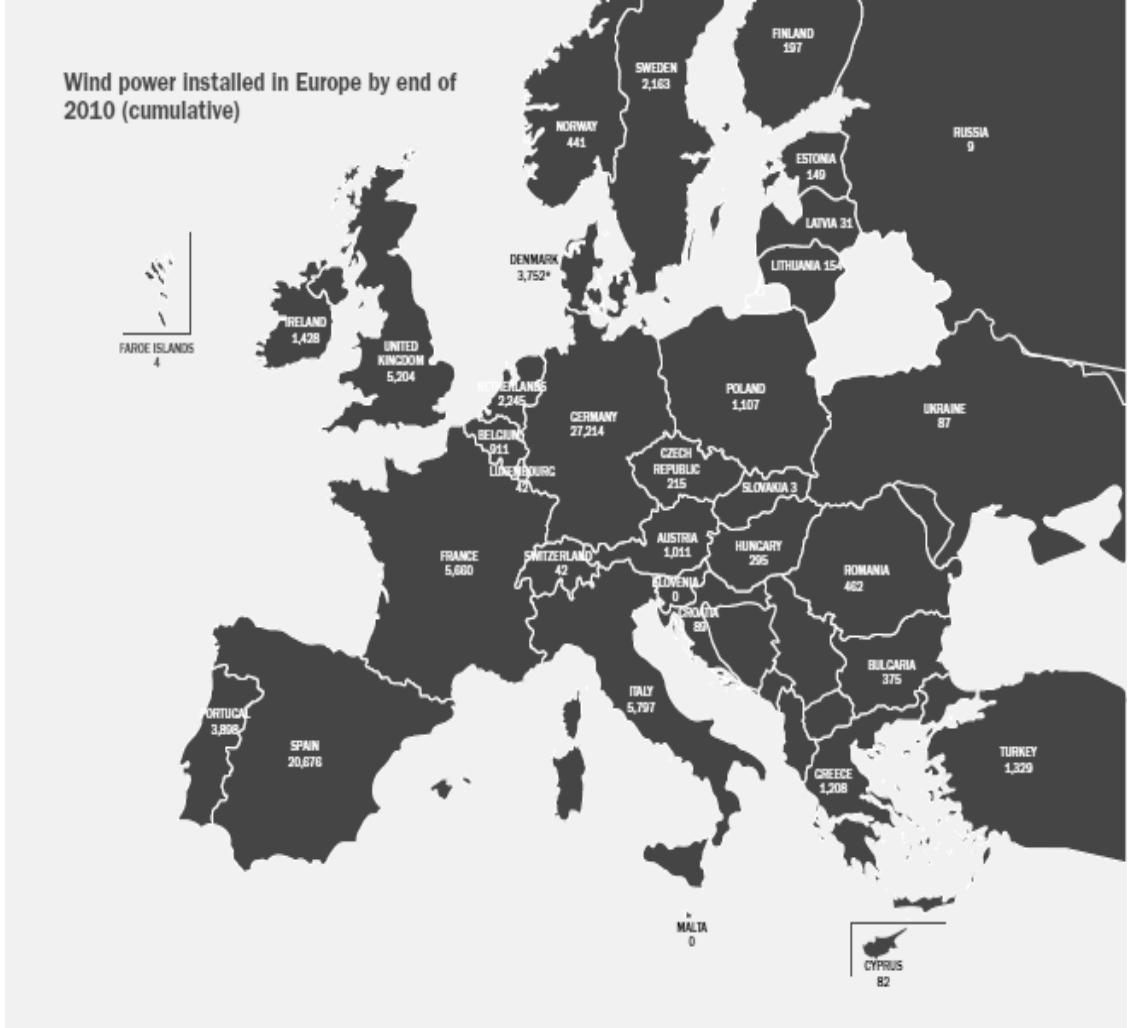 Wind power installed in Europe by end of
2010 (cumulative)
FINLAND
197
SWEDEN
2,163
NORWAY
441
RUSSIA
9
ESTONIA
149
LATVIA 31
LITHUANIA 154
DENMARK
3,752*
FAROE ISLANDS
4
IRELAND
1,428
UNITED
KINGDOM
5,204
NETHERLANDS
2,245
BELGIUM
911
LUXEMBOURG
42
GERMANY
27,214
POLAND
1,107
UKRAINE
87
CZECH
REPUBLIC
215
SLOVAKIA 3
FRANCE
5,660
SWITZERLAND
42
AUSTRIA
1,011
HUNGARY
295
ROMANIA
462
SLOVENIA
0
CROATIA
89
BULGARIA
375
ITALY
5,797
PORTUGAL
3,898
SPAIN
20,676
GREECE
1,208
TURKEY
1,329
MALTA
0
CYPRUS
82